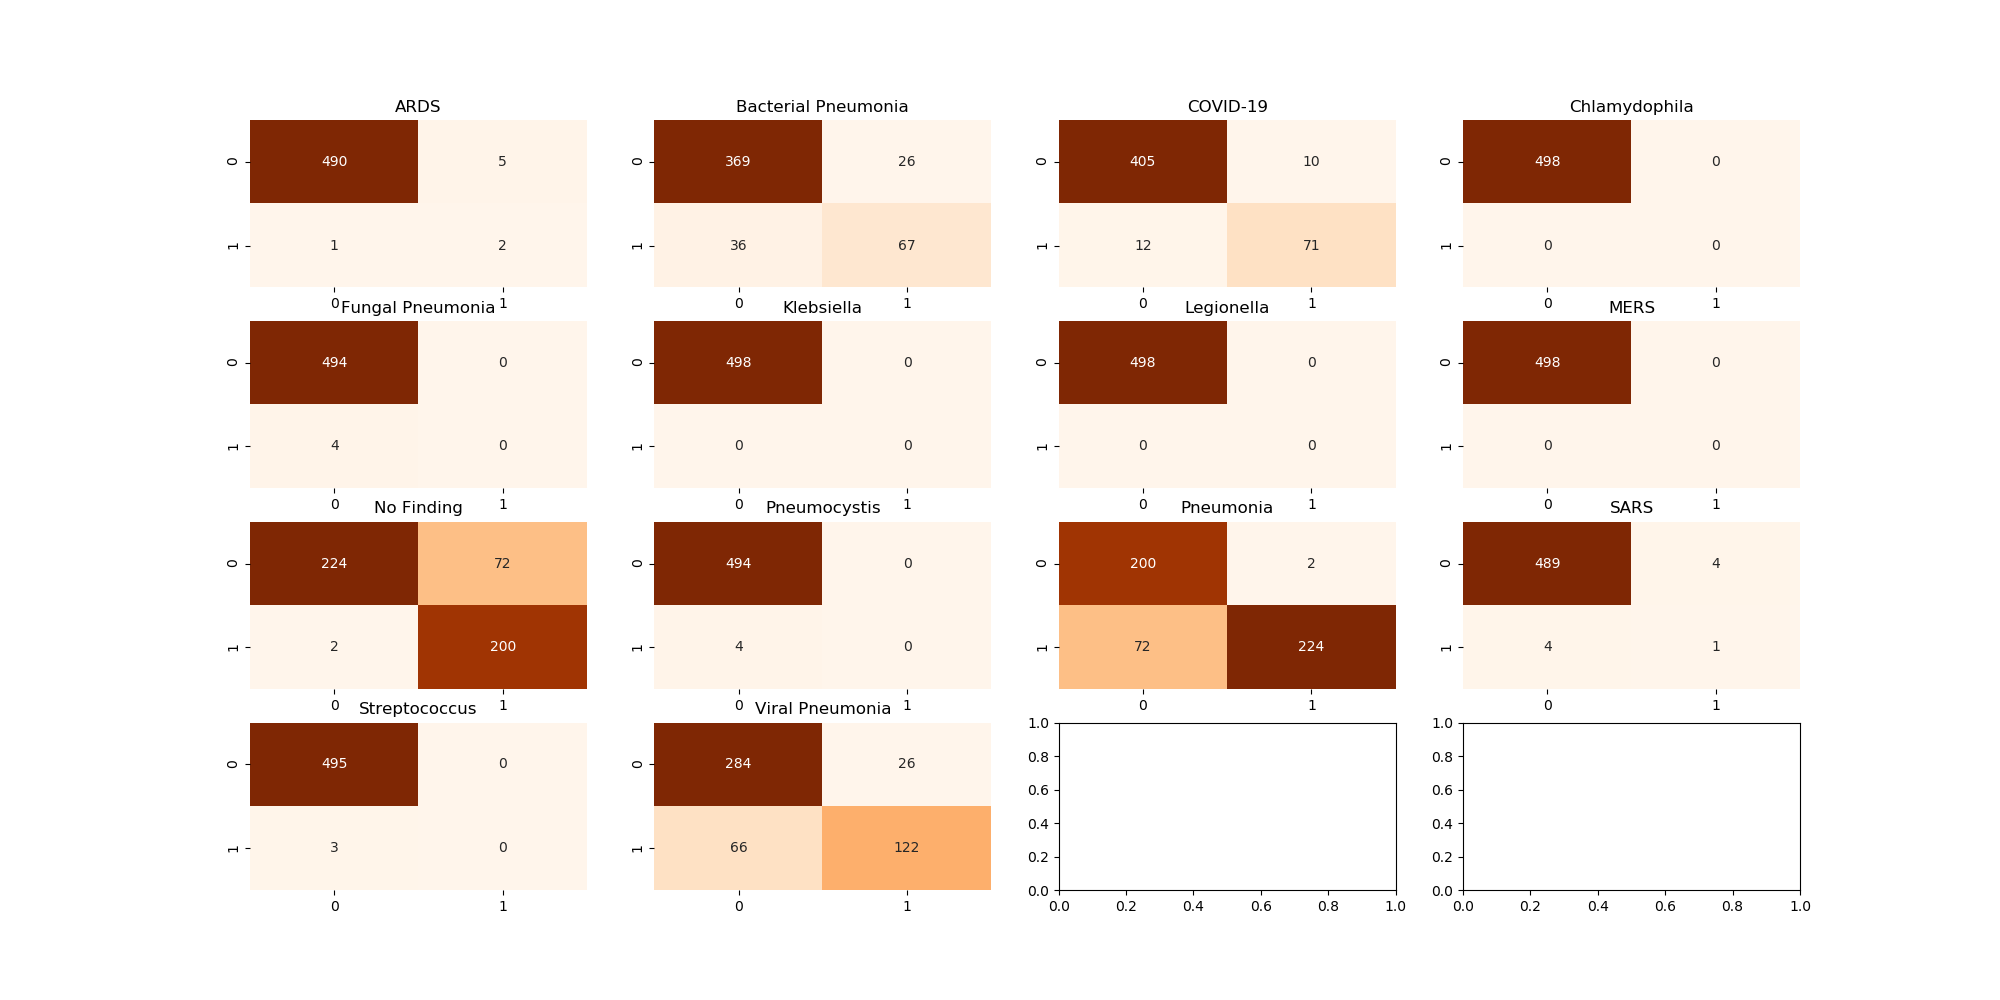 ARDS Bacterial Pneumonia COVID-19 Chlamydophila
0 490 5 0 369 26 0 405 10 0 498 0
1 1 2 1 36 67 1 12 71 1 0 0
0 1 0 1 0 1 0 1
Fungal Pneumonia Klebsiella Legionella MERS
0 494 0 0 498 0 0 498 0 0 498 0
1 4 0 1 0 0 1 0 0 1 0 0
0 1 0 1 0 1 0 1
No Finding Pneumocystis Pneumonia SARS
0 224 72 0 494 0 0 200 2 0 489 4
1 2 200 1 4 0 1 72 224 1 4 1
0 1 0 1 0 1 0 1
Streptococcus Viral Pneumonia
1.0 1.0
0 495 0 0 284 26 0.8 0.8
0.6 0.6
0.4 0.4
1 3 0 1 66 122 0.2 0.2
0.0 0.0
0 1 0 1 0.0 0.2 0.4 0.6 0.8 1.0 0.0 0.2 0.4 0.6 0.8 1.0